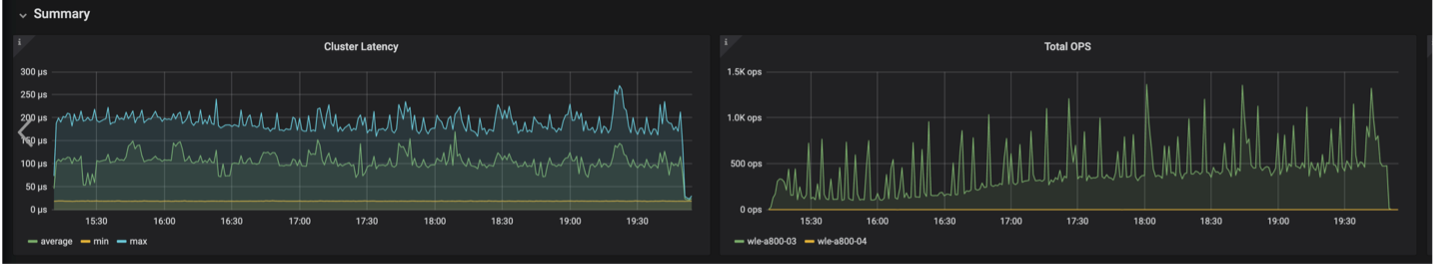 Summary
i
Cluster Latency
300 µs
250 µs
200 µs
150 µs
100 µs
50 µs
0 µs
15:30 16:00 16:30 17:00 17:30 18:00 18:30 19:00 19:30
average min max
i
Total OPS
1.5K ops
1.0K ops
500 ops
0 ops
15:30 16:00 16:30 17:00 17:30 18:00 18:30 19:00 19:30
wle-a800-03 wle-a800-04